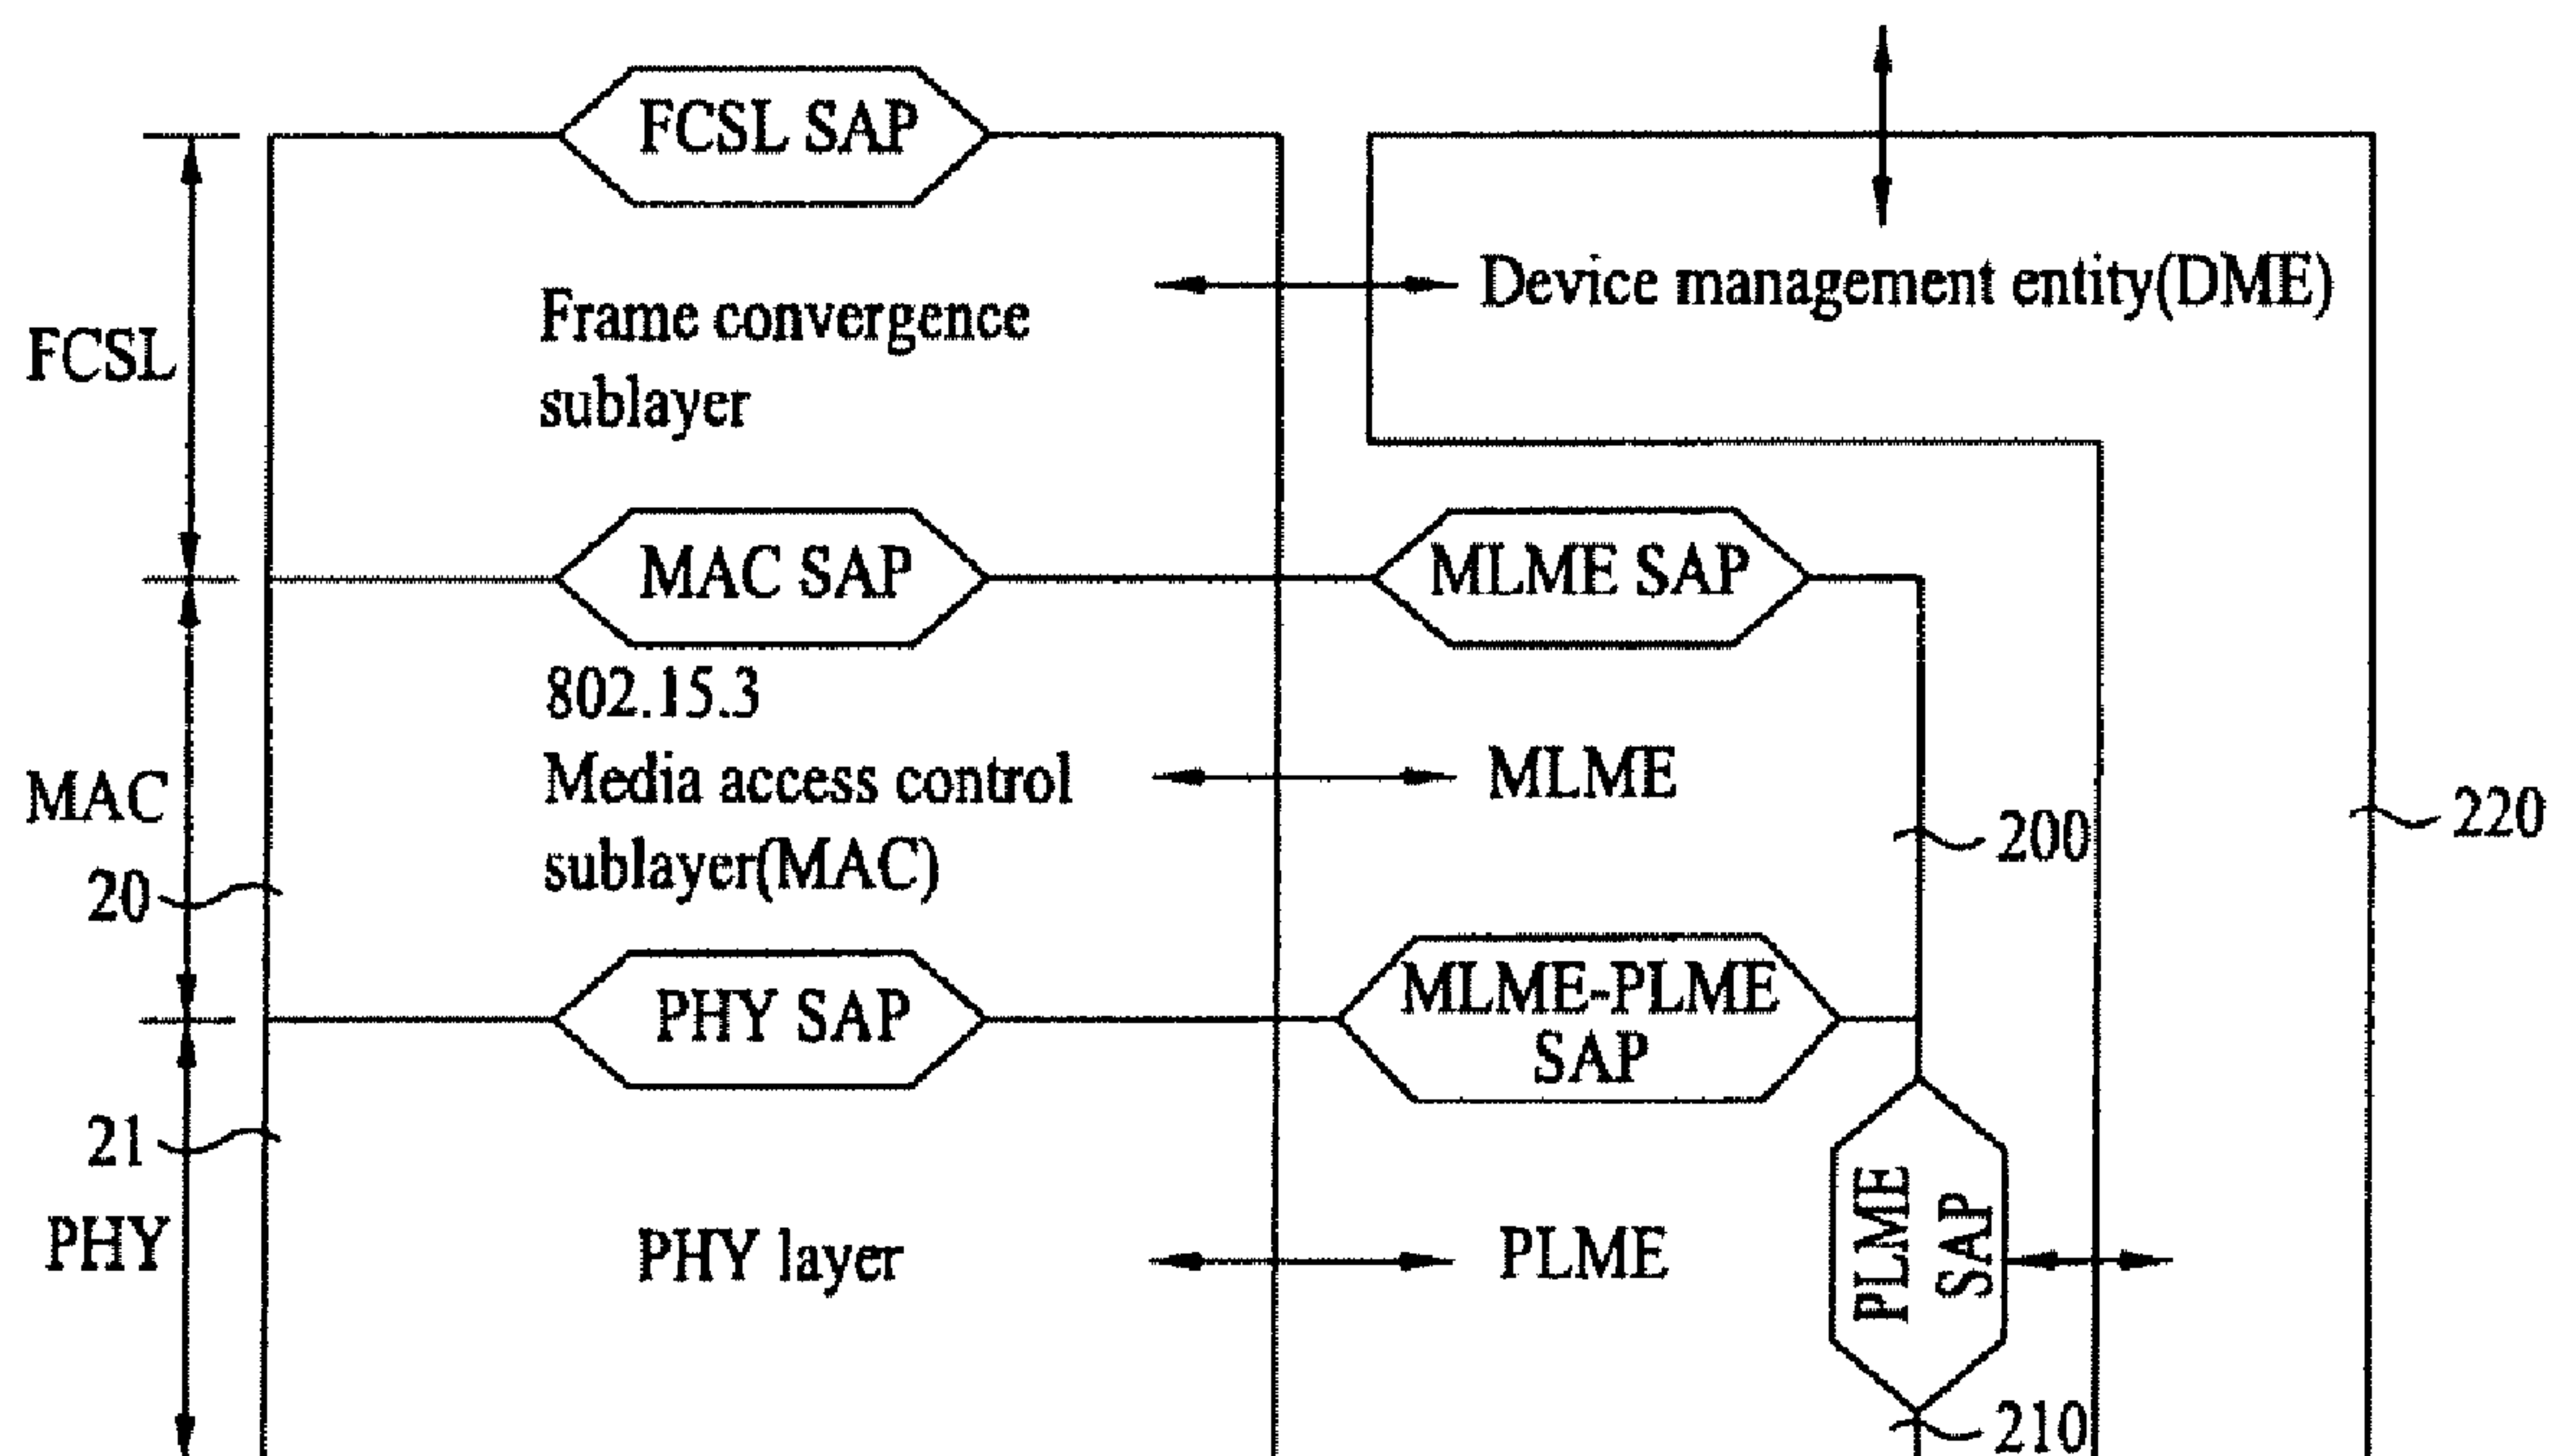 FCSL SAP
Device management entity(DME)
Frame convergence
sublayer
FCSL
MAC SAP
MLME SAP
802.15.3
Media access control
sublayer(MAC)
MLME
MAC
200
220
20
PHY SAP
MLME-PLME
SAP
21
PHY
PHY layer
PLME
PLME
SAP
210